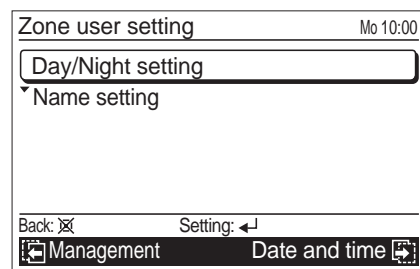 Zone user setting Mo 10:00
Day/Night setting
Name setting
Back: Setting:
Management Date and time